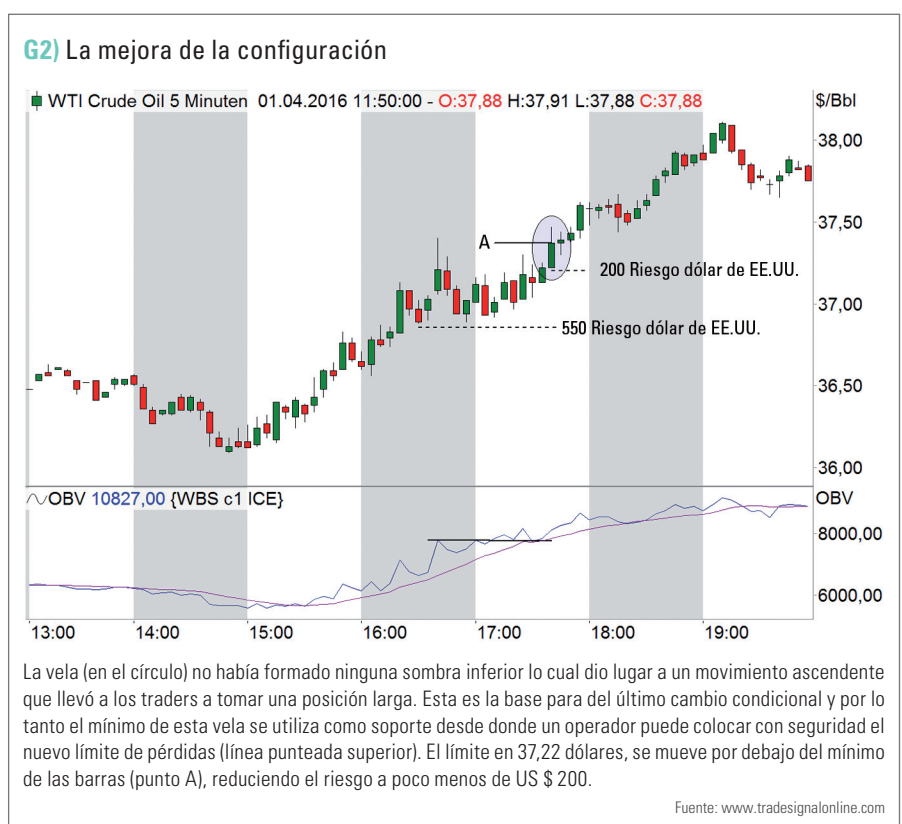 G2) La mejora de la configuración
WTI Crude Oil 5 Minuten 01.04.2016 11:50:00 - O:37,88 H:37,91 L:37,88 C:37,88
$/Bbl
38,00
37,50
A
200 Riesgo dólar de EE.UU.
37,00
550 Riesgo dólar de EE.UU.
36,50
36,00
OBV 10827,00 {WBS c1 ICE}
OBV
8000,00
6000,00
13:00 14:00 15:00 16:00 17:00 18:00 19:00
La vela (en el círculo) no había formado ninguna sombra inferior lo cual dio lugar a un movimiento ascendente
que llevó a los traders a tomar una posición larga. Esta es la base para del último cambio condicional y por lo
tanto el mínimo de esta vela se utiliza como soporte desde donde un operador puede colocar con seguridad el
nuevo límite de pérdidas (línea punteada superior). El límite en 37,22 dólares, se mueve por debajo del mínimo
de las barras (punto A), reduciendo el riesgo a poco menos de US $ 200.
Fuente: www.tradesignalonline.com